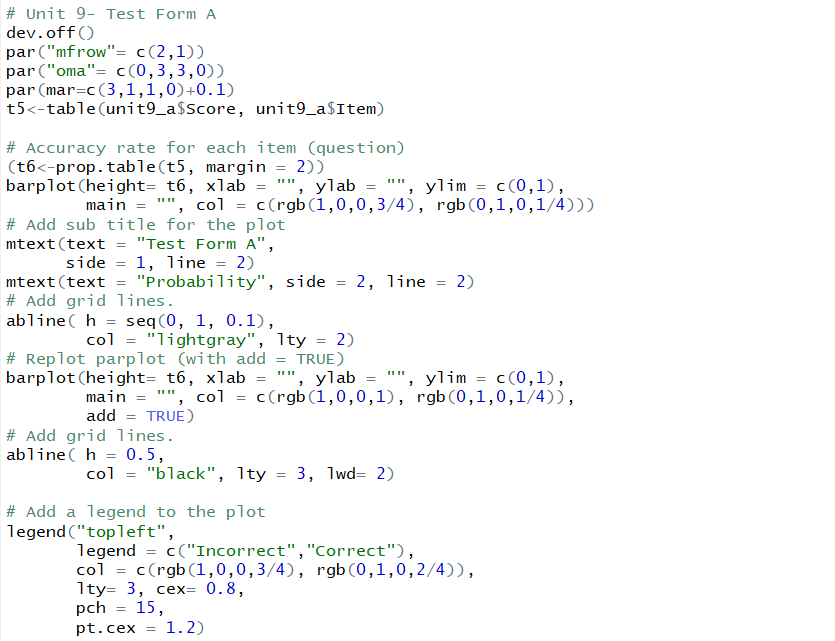 # Unit 9- Test Form A
dev.off()
par("mfrow"= c(2,1))
par("oma"= c(0,3,3,0))
par(mar=c(3,1,1,0)+0.1)
t5<-table(unit9_a$Score, unit9_a$Item)

# Accuracy rate for each item (question)
(t6<-prop.table(t5, margin = 2))
barplot(height= t6, xlab = "", ylab = "", ylim = c(0,1),
        main = "", col = c(rgb(1,0,0,3/4), rgb(0,1,0,1/4)))
# Add sub title for the plot
mtext(text = "Test Form A",
      side = 1, line = 2)
mtext(text = "Probability", side = 2, line = 2)
# Add grid lines.
abline( h = seq(0, 1, 0.1),
        col = "lightgray", lty = 2)
# Replot parplot (with add = TRUE)
barplot(height= t6, xlab = "", ylab = "", ylim = c(0,1),
        main = "", col = c(rgb(1,0,0,1), rgb(0,1,0,1/4)),
        add = TRUE)
# Add grid lines.
abline( h = 0.5,
        col = "black", lty = 3, lwd= 2)

# Add a legend to the plot
legend("topleft",
       legend = c("Incorrect","Correct"),
       col = c(rgb(1,0,0,3/4), rgb(0,1,0,2/4)),
       lty= 3, cex= 0.8,
       pch = 15,
       pt.cex = 1.2)